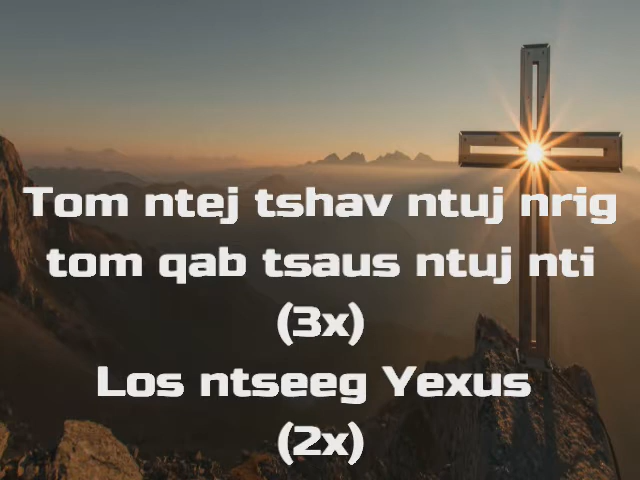 Tom ntej tshav ntuj nrig
tom qab tsaus ntuj nti
(3x)
Los ntseeg Yexus
(2x)